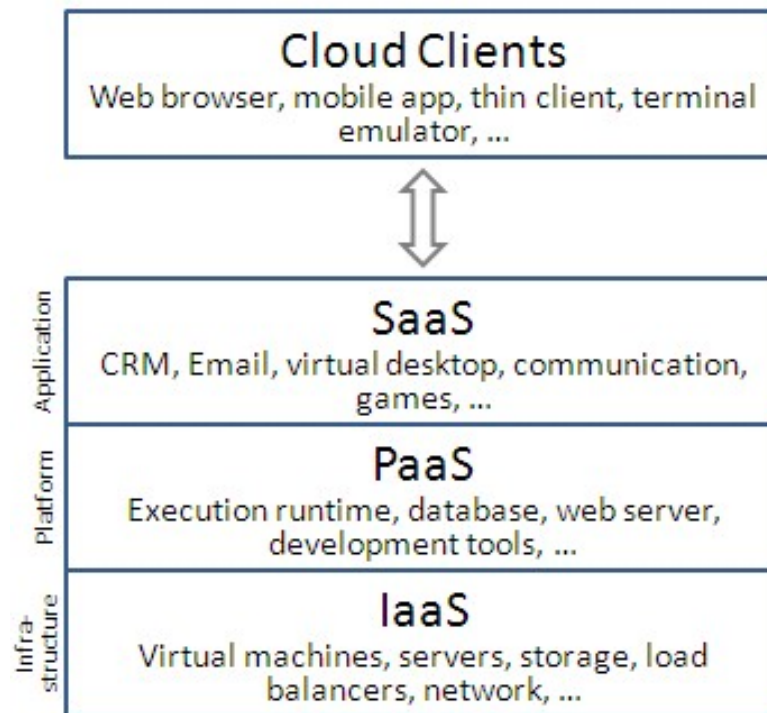 Cloud Clients
Web browser, mobile app, thin client, terminal
emulator, ...
Application
SaaS
CRM, Email, virtual desktop, communication,
games, ...
Platform
PaaS
Execution runtime, database, web server,
development tools, ...
Infra-
structure
IaaS
Virtual machines, servers, storage, load
balancers, network, ...